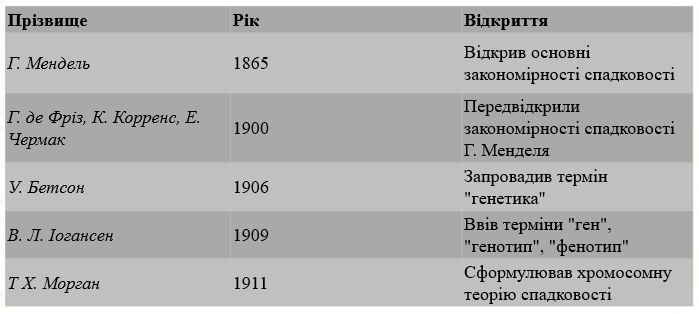 Прізвище Рік Відкриття
Г. Мендель 1865 Відкрив основні
закономірності спадковості
Г. де Фріз, К. Корренс, Е.
Чермак 1900 Передвідкрили
закономірності спадковості
Г. Менделя
У. Бетсон 1906 Запровадив термін
"генетика"
В. Л. Іогансен 1909 Ввів терміни "ген",
"генотип", "фенотип"
Т Х. Морган 1911 Сформулював хромосомну
теорію спадковості